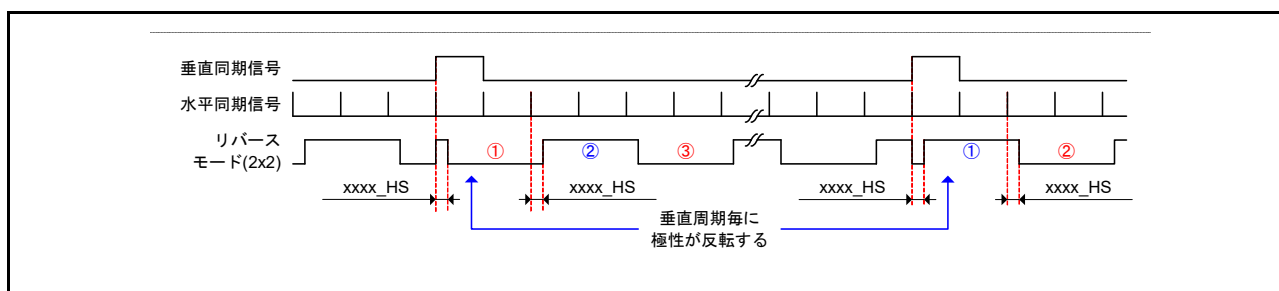 垂直同期信号
水平同期信号
リバース
モード(2x2)
① ② ③ ① ②
xxxx_HS xxxx_HS xxxx_HS xxxx_HS
垂直周期毎に
極性が反転する